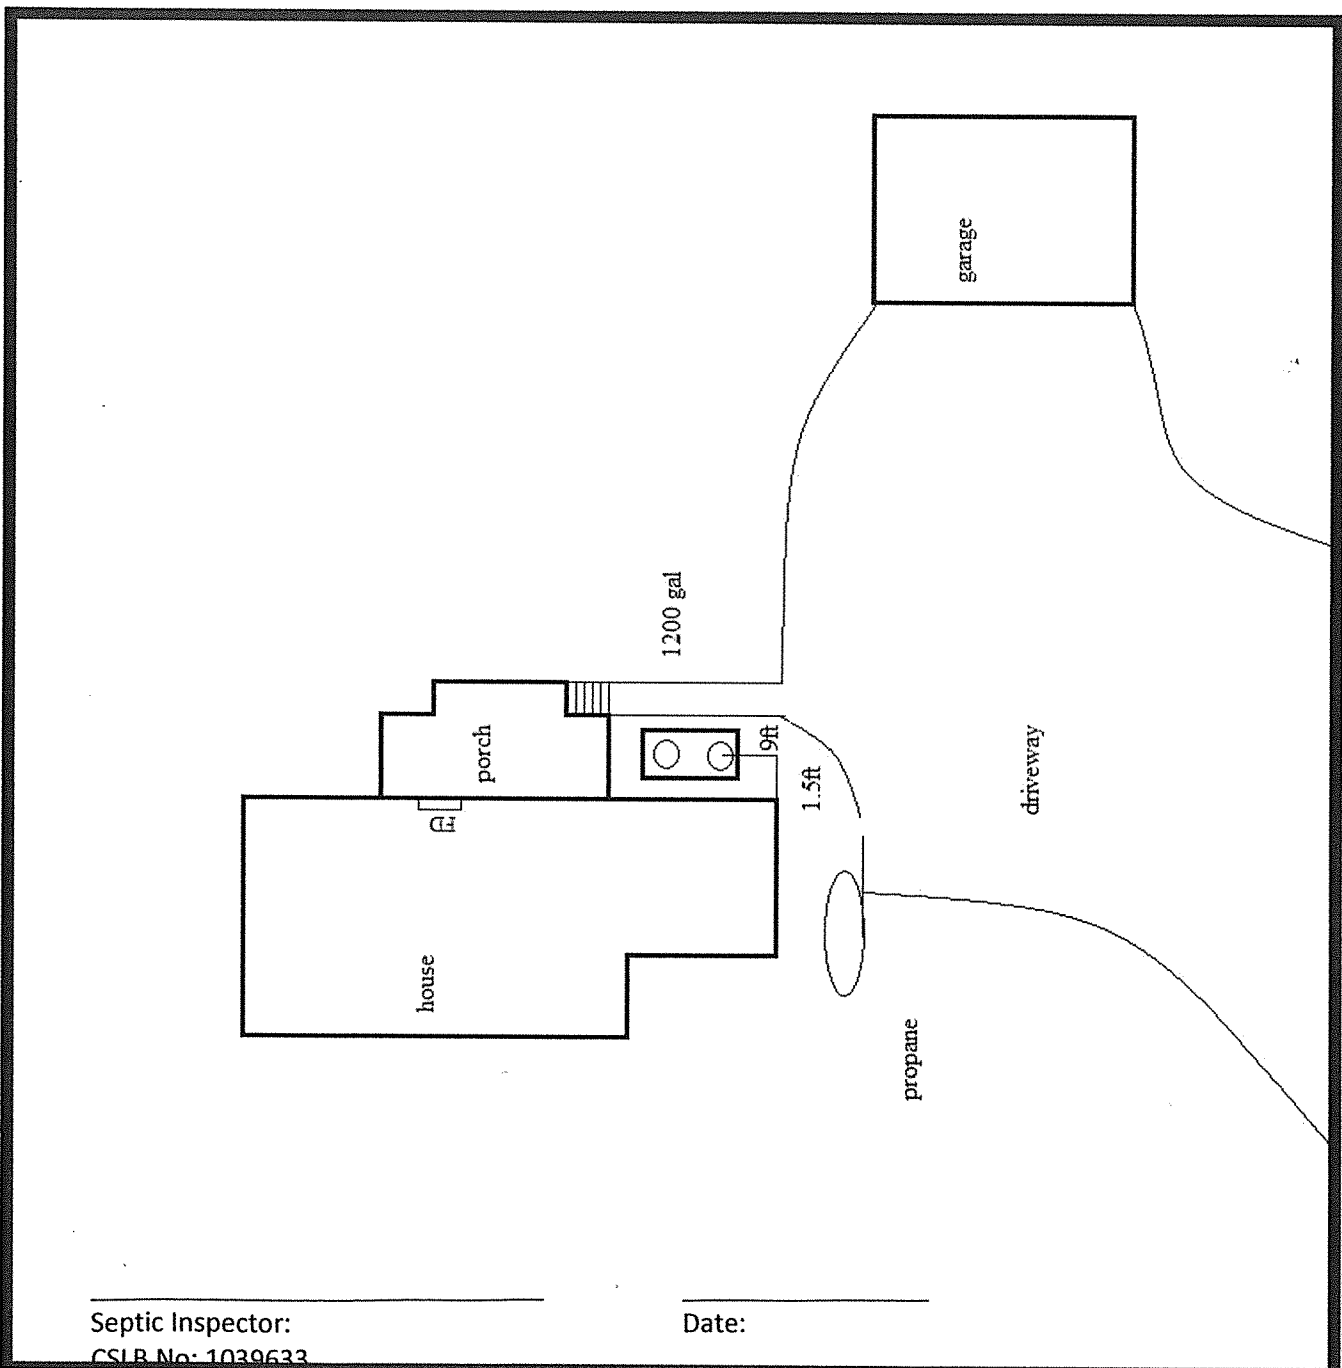 garage
1200 gal
porch
9ft
1.5ft
driveway
house
propane
Septic Inspector:
Date:
CSLB No: 1039633